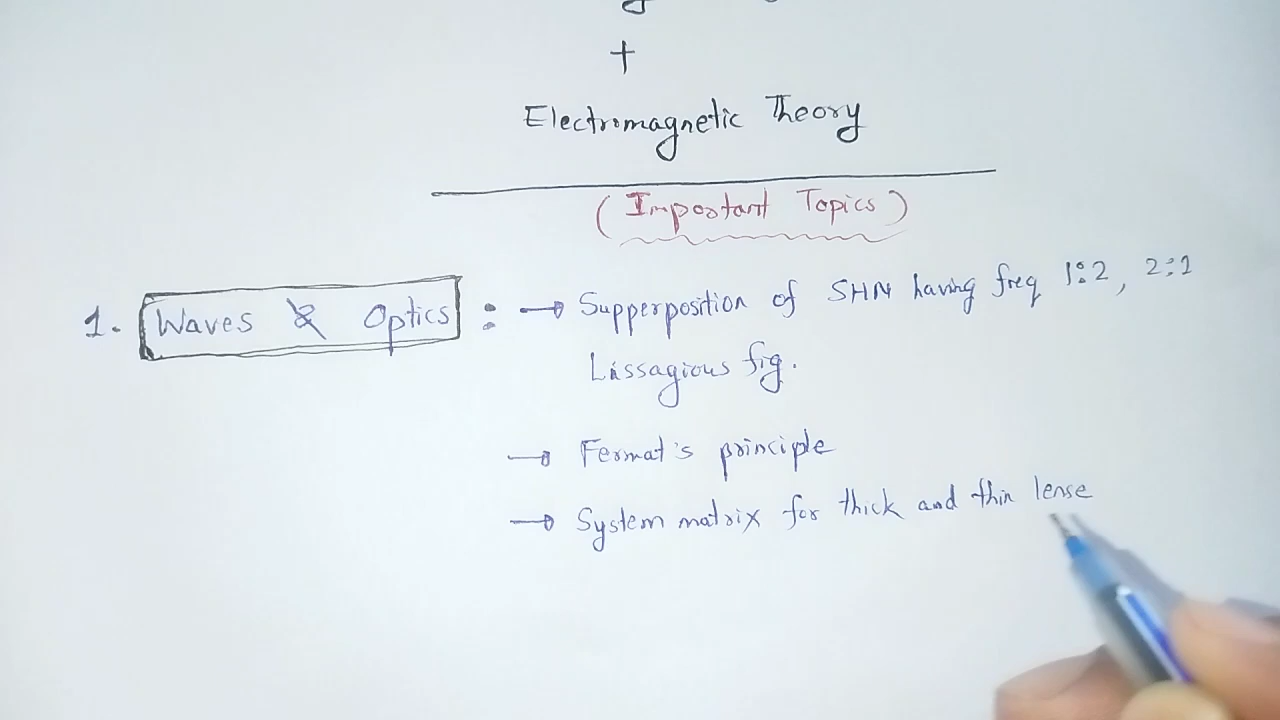 +
Electromagnetic Theory
(Important Topics)
1. Waves & Optics : → Supperposition of SHM having freq 1:2, 2:1
Lissagious fig.
→ Fermat's principle
→ System matrix for thick and thin lense